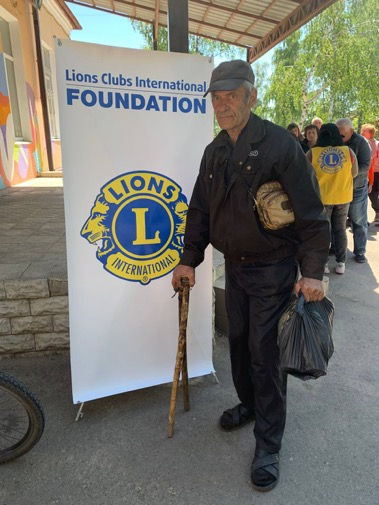 Lions Clubs International
FOUNDATION
LIONS
L
INTERNATIONAL